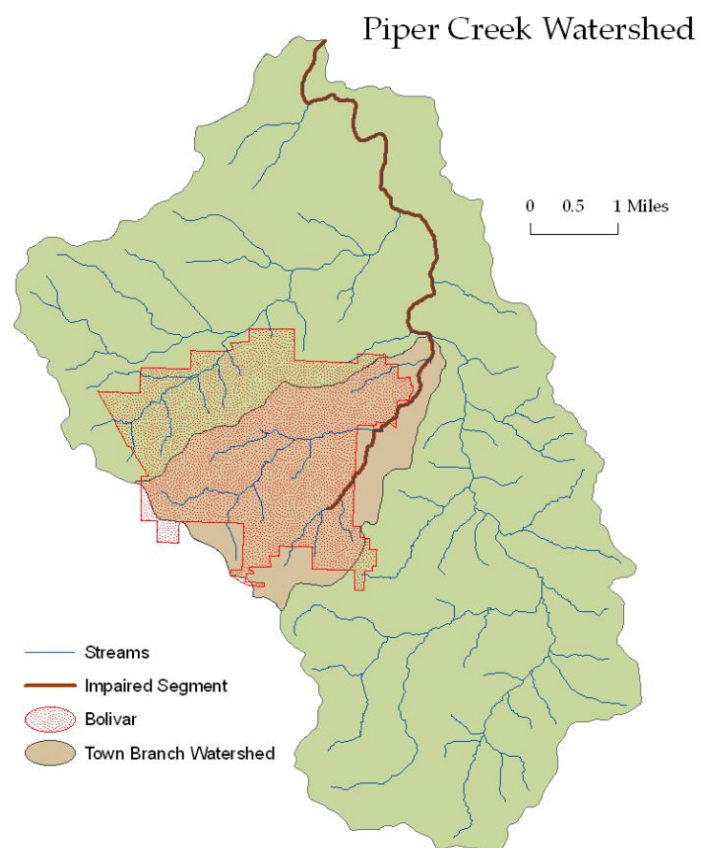 Piper Creek Watershed
0 0.5 1 Miles
Streams
Impaired Segment
Bolivar
Town Branch Watershed